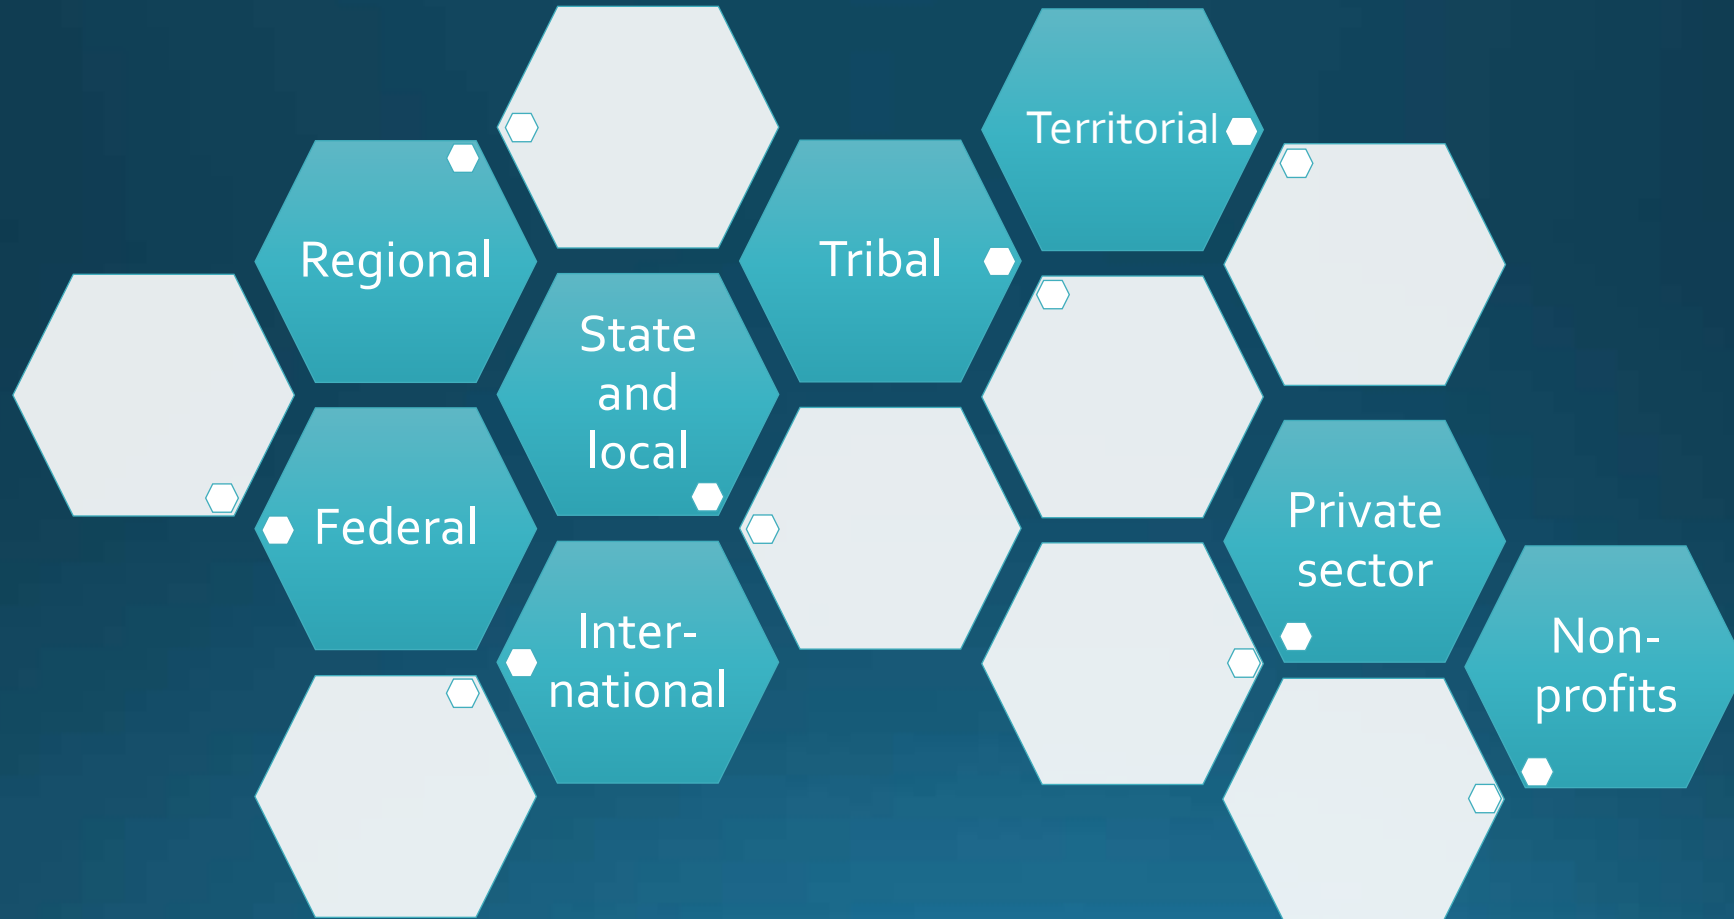 Territorial
Regional
Tribal
State
and
local
Federal
Private
sector
Inter-
national
Non-
profits